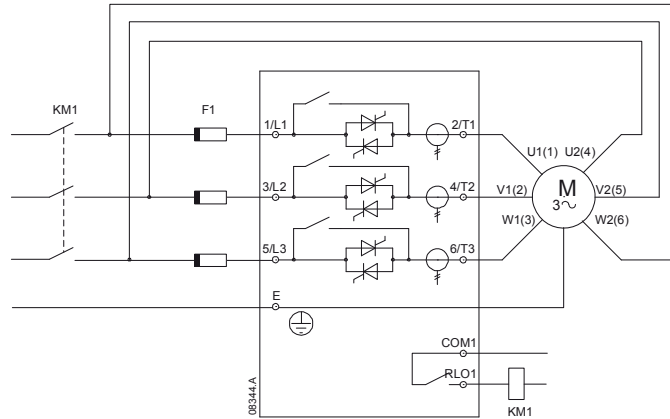 KM1
F1
1/L1
2/T1
U1(1)
U2(4)
3/L2
4/T2
V1(2)
M
3~
V2(5)
W1(3)
W2(6)
5/L3
6/T3
E
COM1
RLO1
KM1
08344.A